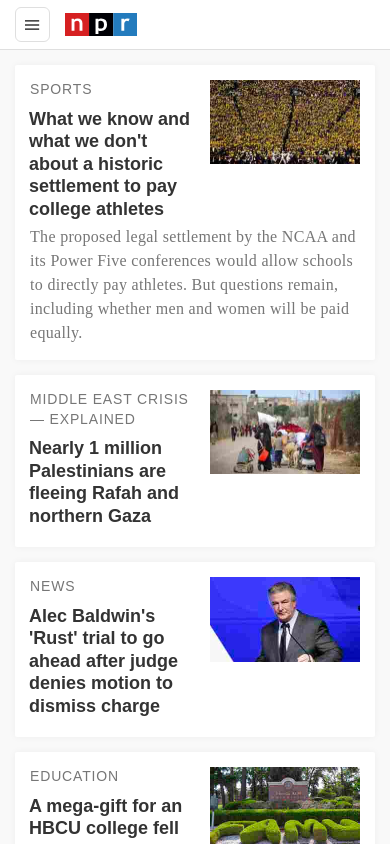 npr
SPORTS
What we know and
what we don't
about a historic
settlement to pay
college athletes
The proposed legal settlement by the NCAA and
its Power Five conferences would allow schools
to directly pay athletes. But questions remain,
including whether men and women will be paid
equally.
MIDDLE EAST CRISIS
— EXPLAINED
Nearly 1 million
Palestinians are
fleeing Rafah and
northern Gaza
NEWS
Alec Baldwin's
'Rust' trial to go
ahead after judge
denies motion to
dismiss charge
EDUCATION
A mega-gift for an
HBCU college fell